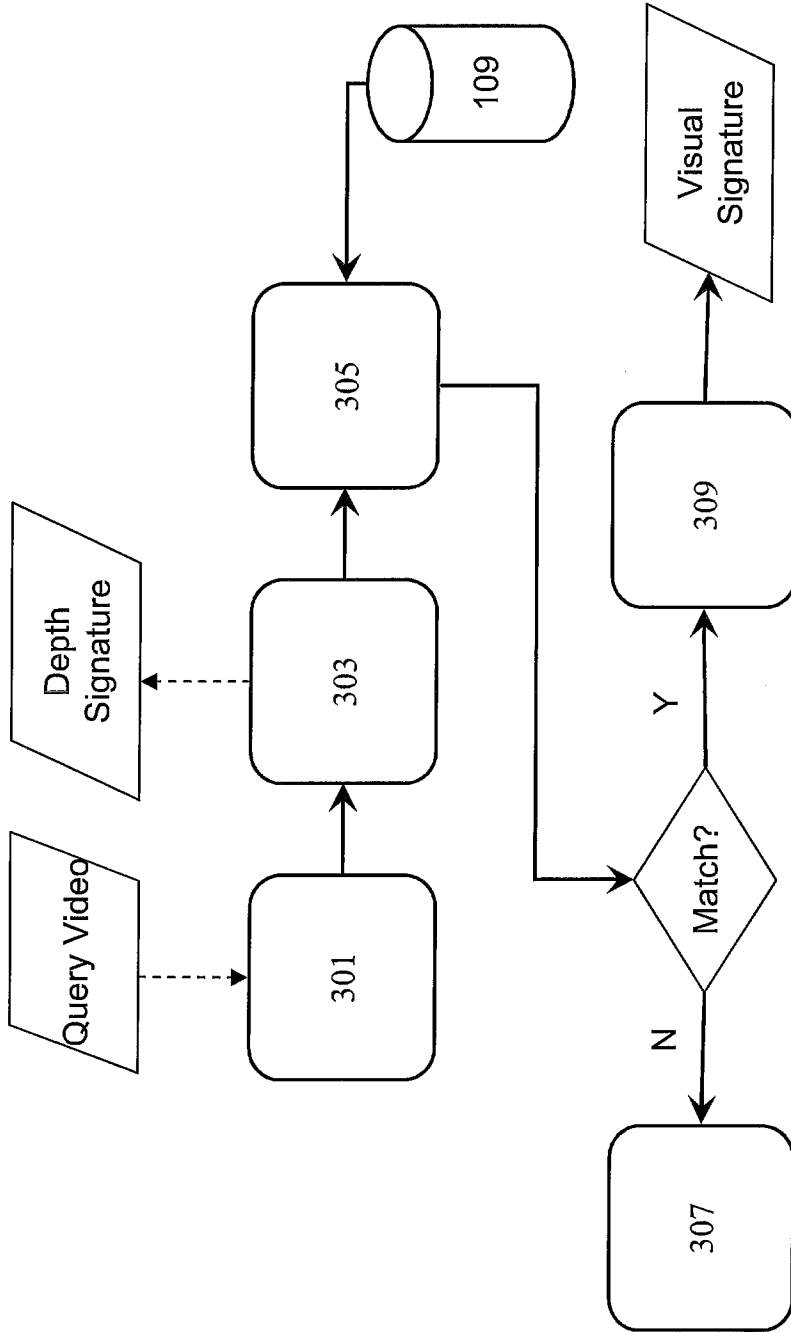 Query Video
Depth
Signature
301
303
305
109
Match?
N
Y
307
309
Visual
Signature